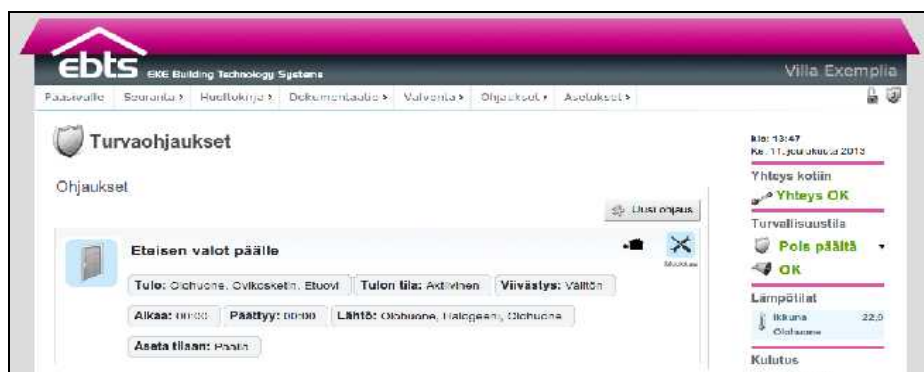 ebts EKE Building Technology Systems
Villa Exemplia
Pääsivulle Seuranta Huoltokirja Dokumentaatio Valvonta Ohjaukset Asetukset
Turvaohjaukset
Ohjaukset
Uusi ohjaus
Eteisen valot päälle
Muokkaa
Tulo: Olohuone, Ovikosketin, Etuovi Tulon tila: Aktiivinen Viivästys: Välitön
Alkaa: 00:00 Päättyy: 00:00 Lähtö: Olohuone, Halogeeni, Olohuone
Aseta tilaan: Päällä
klo: 13:47
Ke. 11. joulukuuta 2013
Yhteys kotiin
Yhteys OK
Turvallisuustila
Pois päältä
OK
Lämpötilat
Ikkuna 22,9
Olohuone
Kulutus